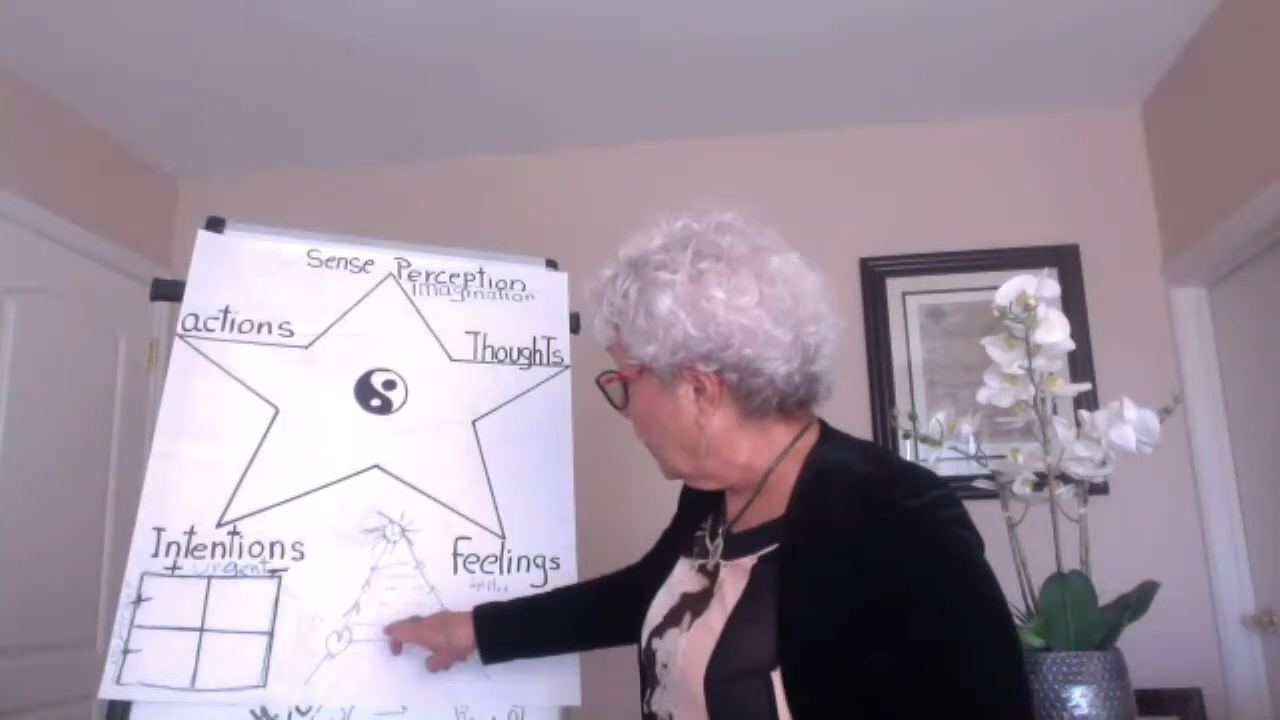 Sense Perception
Imagination
actions
Thoughts
Intentions
Feelings
+ urgent -